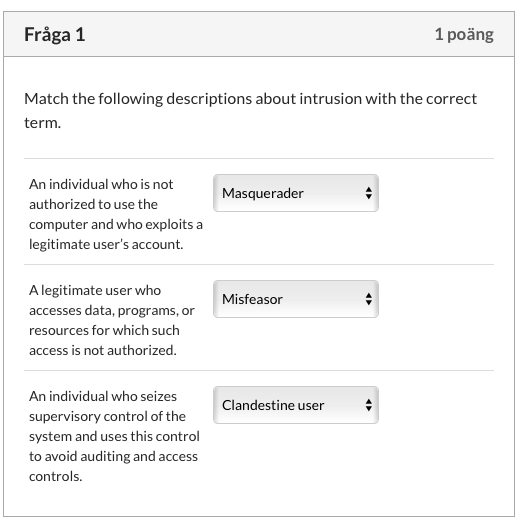 Fråga 1
1 poäng
Match the following descriptions about intrusion with the correct
term.
An individual who is not
authorized to use the
computer and who exploits a
legitimate user’s account.
Masquerader
A legitimate user who
accesses data, programs, or
resources for which such
access is not authorized.
Misfeasor
An individual who seizes
supervisory control of the
system and uses this control
to avoid auditing and access
controls.
Clandestine user